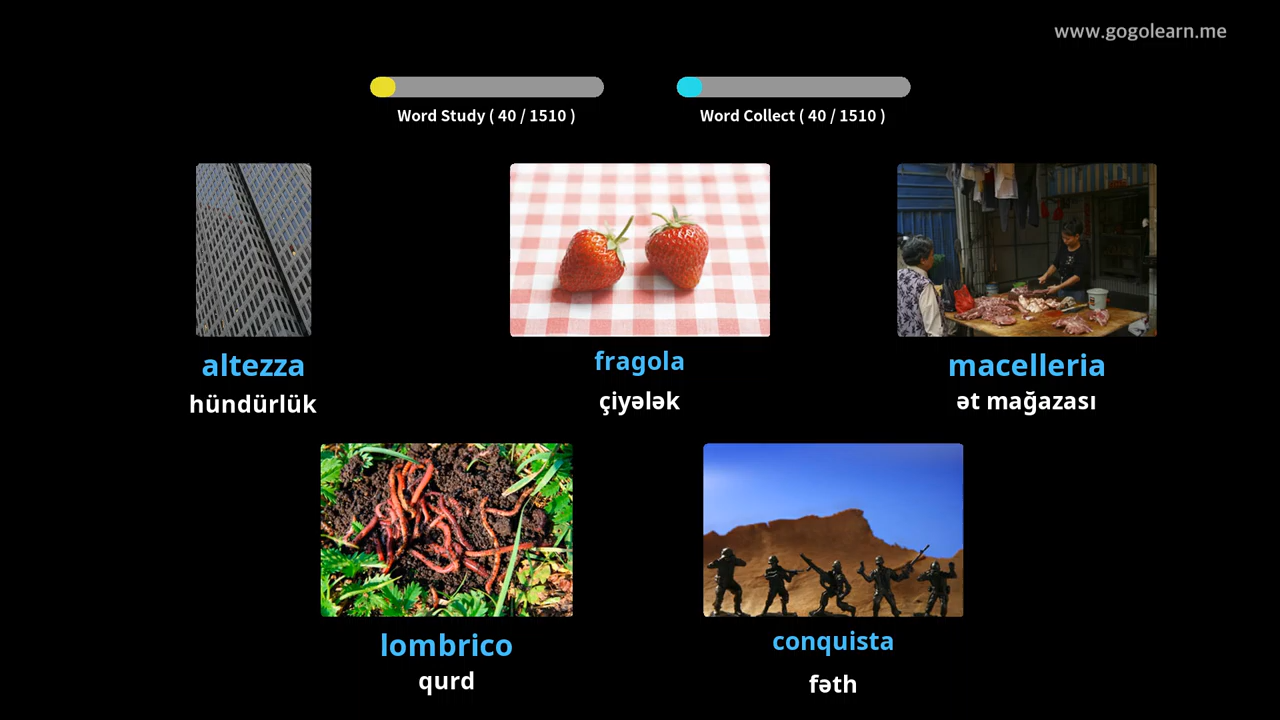 www.gogolearn.me
Word Study ( 40 / 1510 )
Word Collect ( 40 / 1510 )
altezza
hündürlük
fragola
çiyələk
macelleria
ət mağazası
lombrico
qurd
conquista
fəth